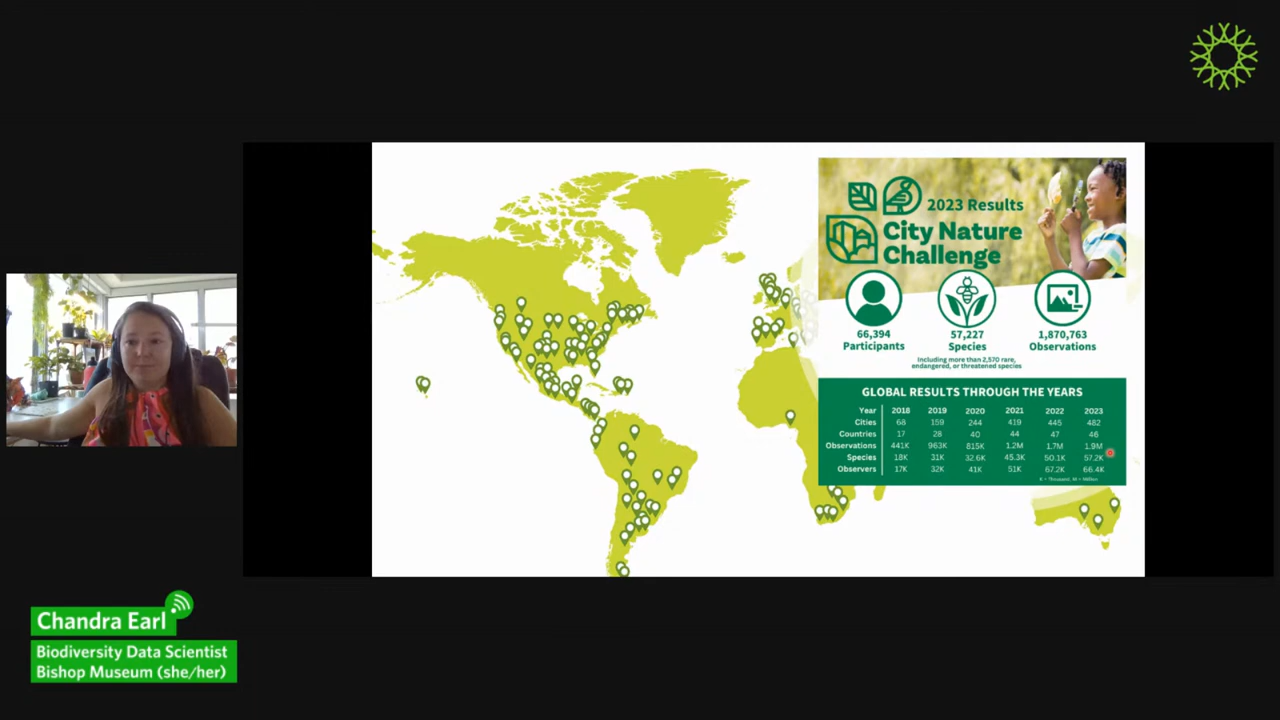 2023 Results
City Nature
Challenge
66,394
Participants
57,227
Species
1,870,763
Observations
Including more than 2,570 rare,
endangered, or threatened species
GLOBAL RESULTS THROUGH THE YEARS
Year 2018 2019 2020 2021 2022 2023
Cities 68 159 244 419 445 482
Countries 17 28 40 44 47 46
Observations 441K 963K 815K 1.2M 1.7M 1.9M
Species 18K 31K 32.6K 45.3K 50.1K 57.2K
Observers 17K 32K 41K 51K 67.2K 66.4K
K = Thousand, M = Million
Chandra Earl
Biodiversity Data Scientist
Bishop Museum (she/her)